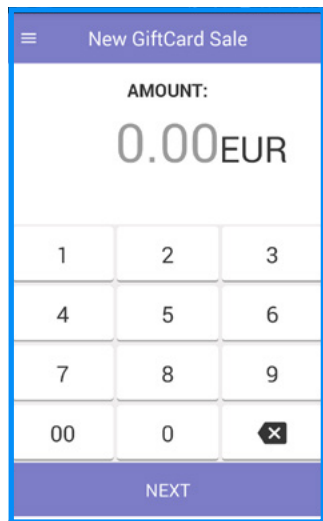 New GiftCard Sale
AMOUNT:
0.00EUR
1 2 3
4 5 6
7 8 9
00 0
NEXT